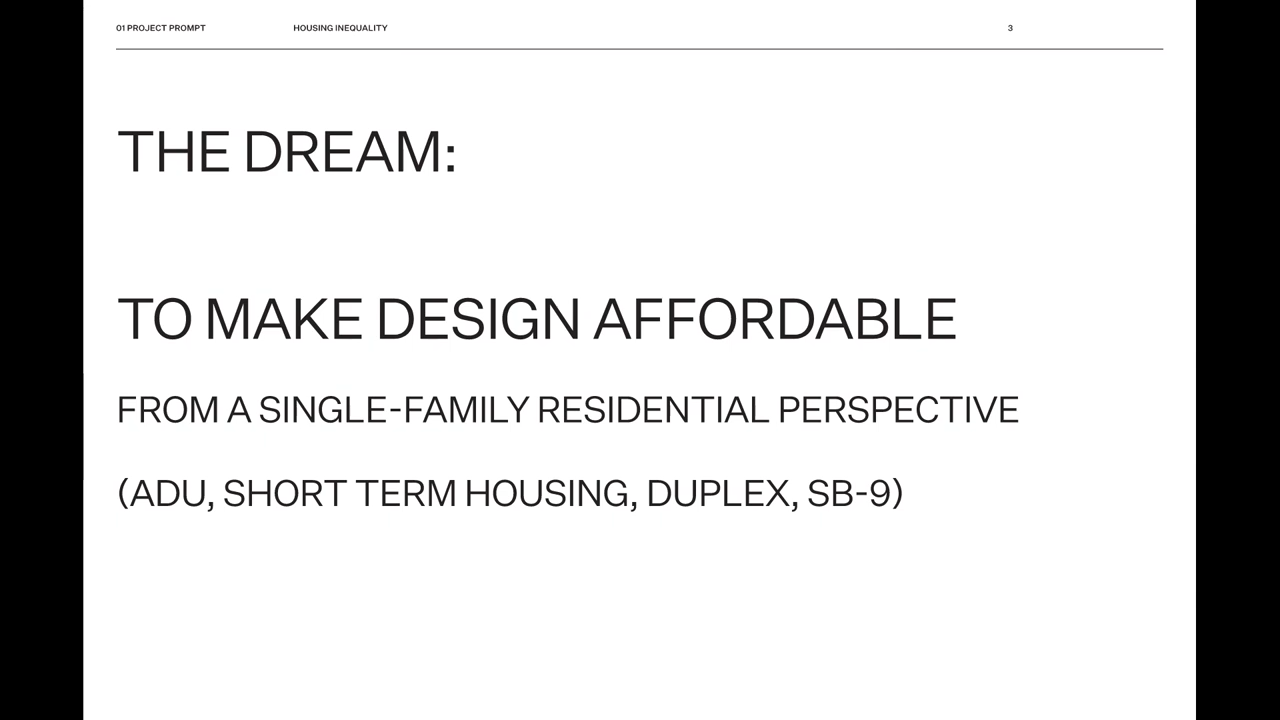 01 PROJECT PROMPT HOUSING INEQUALITY 3
THE DREAM:
TO MAKE DESIGN AFFORDABLE
FROM A SINGLE-FAMILY RESIDENTIAL PERSPECTIVE
(ADU, SHORT TERM HOUSING, DUPLEX, SB-9)